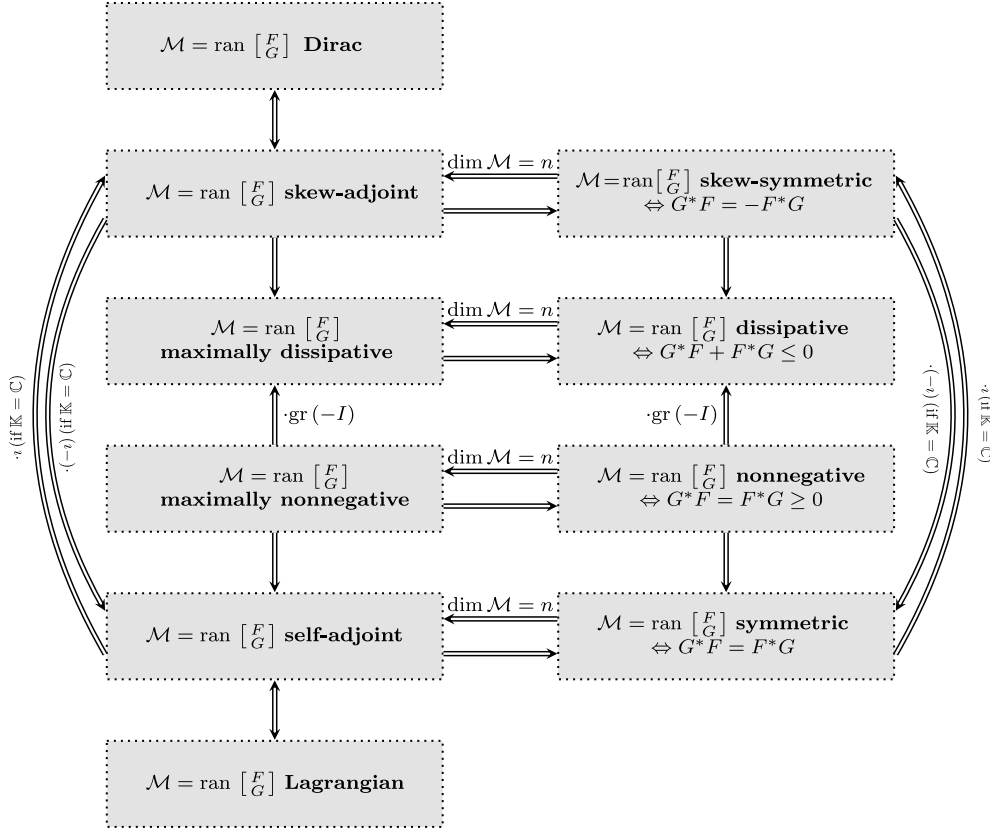 ℳ = ran [F G] Dirac
dim ℳ = n
ℳ = ran [F G] skew-adjoint
ℳ = ran [F G] skew-symmetric
⇔ G*F = −F*G
dim ℳ = n
ℳ = ran [F G]
maximally dissipative
ℳ = ran [F G] dissipative
⇔ G*F + F*G ≤ 0
·ı (if 𝕂 = ℂ)
·(−ı) (if 𝕂 = ℂ)
·gr (−I)
·gr (−I)
·(−ı) (if 𝕂 = ℂ)
·ı (if 𝕂 = ℂ)
dim ℳ = n
ℳ = ran [F G]
maximally nonnegative
ℳ = ran [F G] nonnegative
⇔ G*F = F*G ≥ 0
dim ℳ = n
ℳ = ran [F G] self-adjoint
ℳ = ran [F G] symmetric
⇔ G*F = F*G
ℳ = ran [F G] Lagrangian